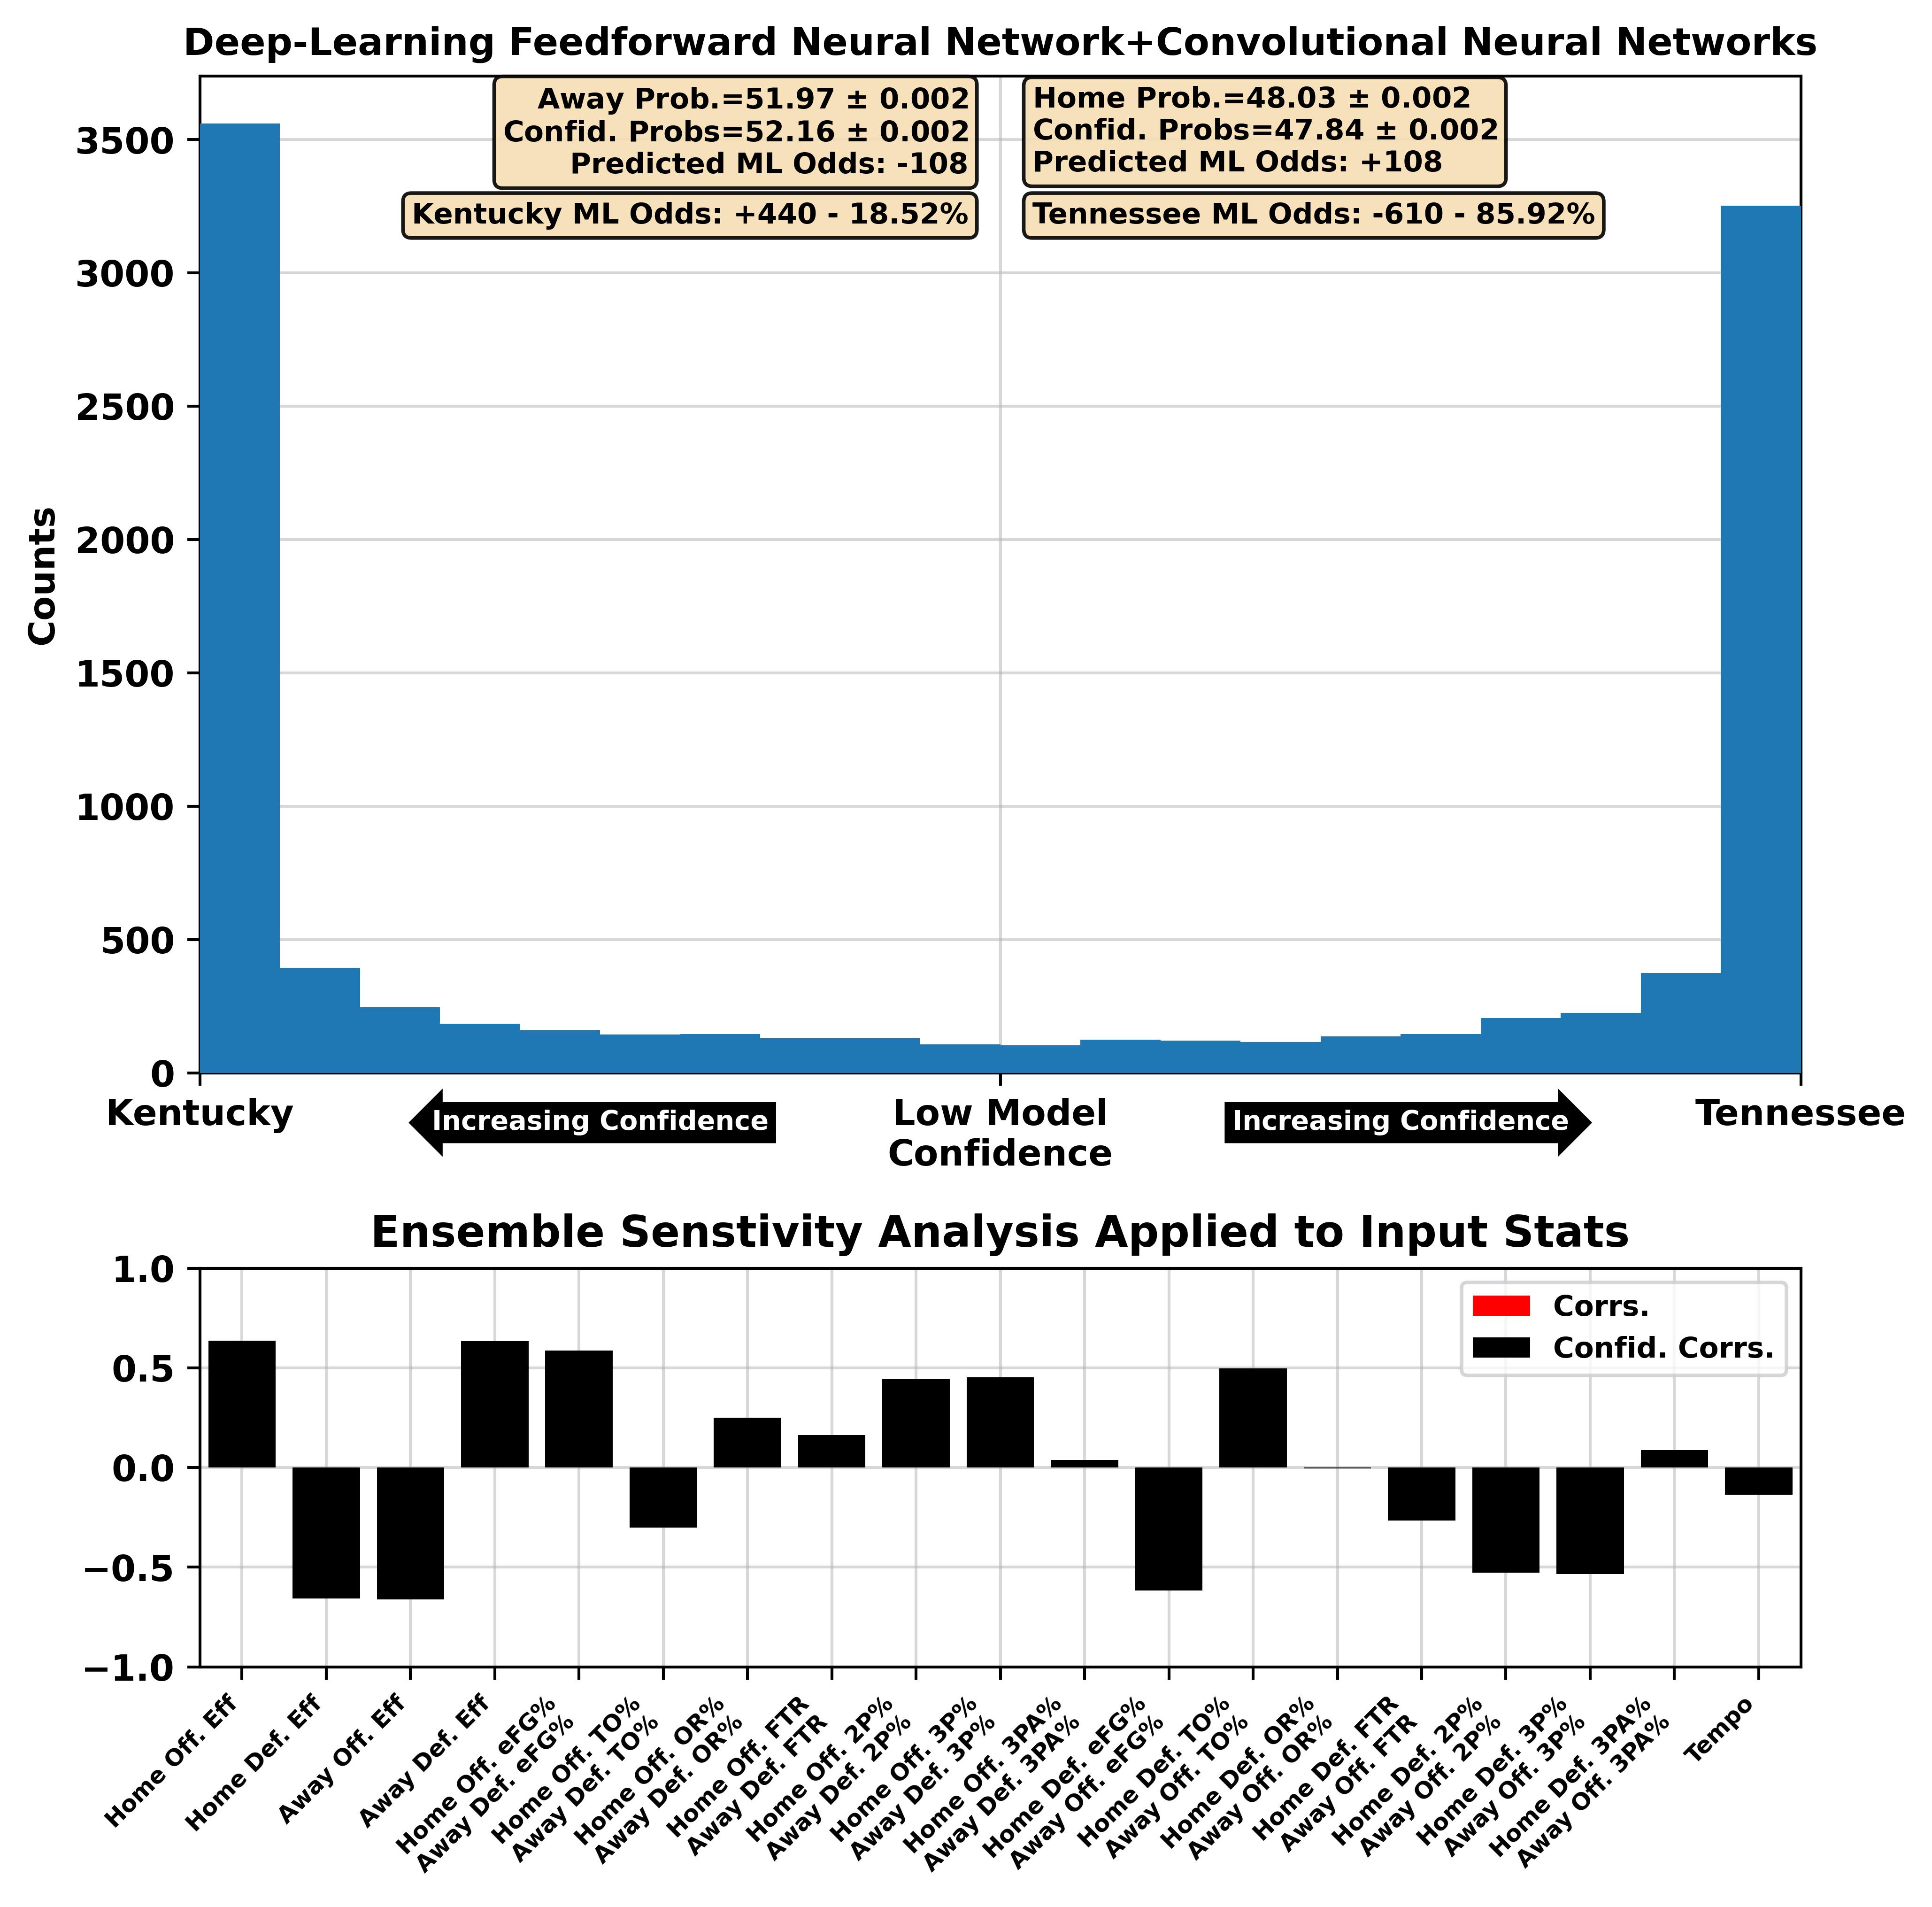 Deep-Learning Feedforward Neural Network+Convolutional Neural Networks
Away Prob.=51.97 ± 0.002
Confid. Probs=52.16 ± 0.002
Predicted ML Odds: -108
Home Prob.=48.03 ± 0.002
Confid. Probs=47.84 ± 0.002
Predicted ML Odds: +108
Kentucky ML Odds: +440 - 18.52%
Tennessee ML Odds: -610 - 85.92%
Counts
3500
3000
2500
2000
1500
1000
500
0
Kentucky
Increasing Confidence
Low Model
Confidence
Increasing Confidence
Tennessee
Ensemble Senstivity Analysis Applied to Input Stats
1.0
0.5
0.0
−0.5
−1.0
Corrs.
Confid. Corrs.
Home Off. Eff
Home Def. Eff
Away Off. Eff
Away Def. Eff
Home Off. eFG%
Away Def. eFG%
Home Off. TO%
Away Def. TO%
Home Off. OR%
Away Def. OR%
Home Off. FTR
Away Def. FTR
Home Off. 2P%
Away Def. 2P%
Home Off. 3P%
Away Def. 3P%
Home Off. 3PA%
Away Def. 3PA%
Home Def. eFG%
Away Off. eFG%
Home Def. TO%
Away Off. TO%
Home Def. OR%
Away Off. OR%
Home Def. FTR
Away Off. FTR
Home Def. 2P%
Away Off. 2P%
Home Def. 3P%
Away Off. 3P%
Home Def. 3PA%
Away Off. 3PA%
Tempo